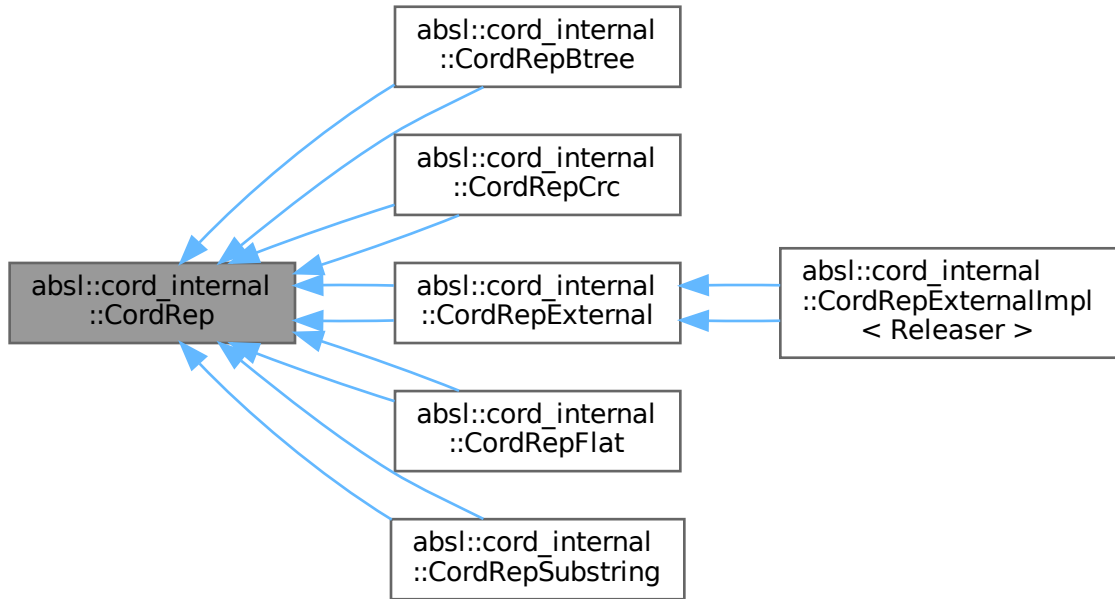 absl::cord_internal
::CordRepBtree
absl::cord_internal
::CordRepCrc
absl::cord_internal
::CordRep
absl::cord_internal
::CordRepExternal
absl::cord_internal
::CordRepExternalImpl
< Releaser >
absl::cord_internal
::CordRepFlat
absl::cord_internal
::CordRepSubstring